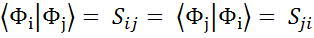 ⟨Φᵢ|Φⱼ⟩ = Sᵢⱼ = ⟨Φⱼ|Φᵢ⟩ = Sⱼᵢ